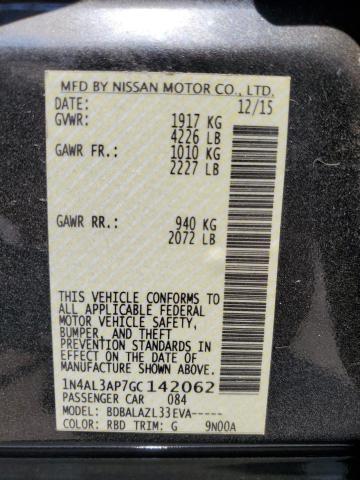 MFD BY NISSAN MOTOR CO., LTD.
DATE: 12/15
GVWR: 1917 KG
4226 LB
GAWR FR.: 1010 KG
2227 LB
GAWR RR.: 940 KG
2072 LB
THIS VEHICLE CONFORMS TO
ALL APPLICABLE FEDERAL
MOTOR VEHICLE SAFETY,
BUMPER, AND THEFT
PREVENTION STANDARDS IN
EFFECT ON THE DATE OF
MANUFACTURE SHOWN ABOVE.
1N4AL3AP7GC142062
PASSENGER CAR 084
MODEL: BDBALAZL33EVA-----
COLOR: RBD TRIM: G 9N00A